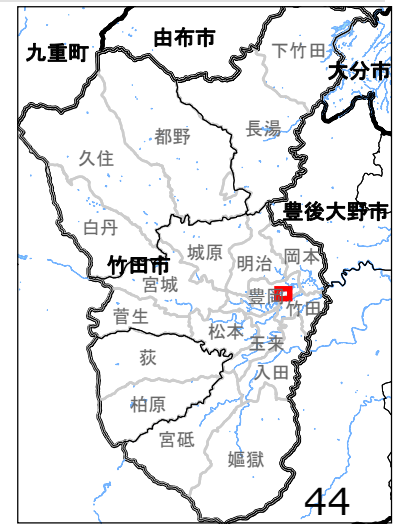 由布市
九重町
下竹田
大分市
都野
長湯
久住
豊後大野市
白丹
城原
岡本
明治
竹田市
宮城
豊岡
竹田
菅生
松本
玉来
荻
入田
柏原
宮砥
嫗獄
44